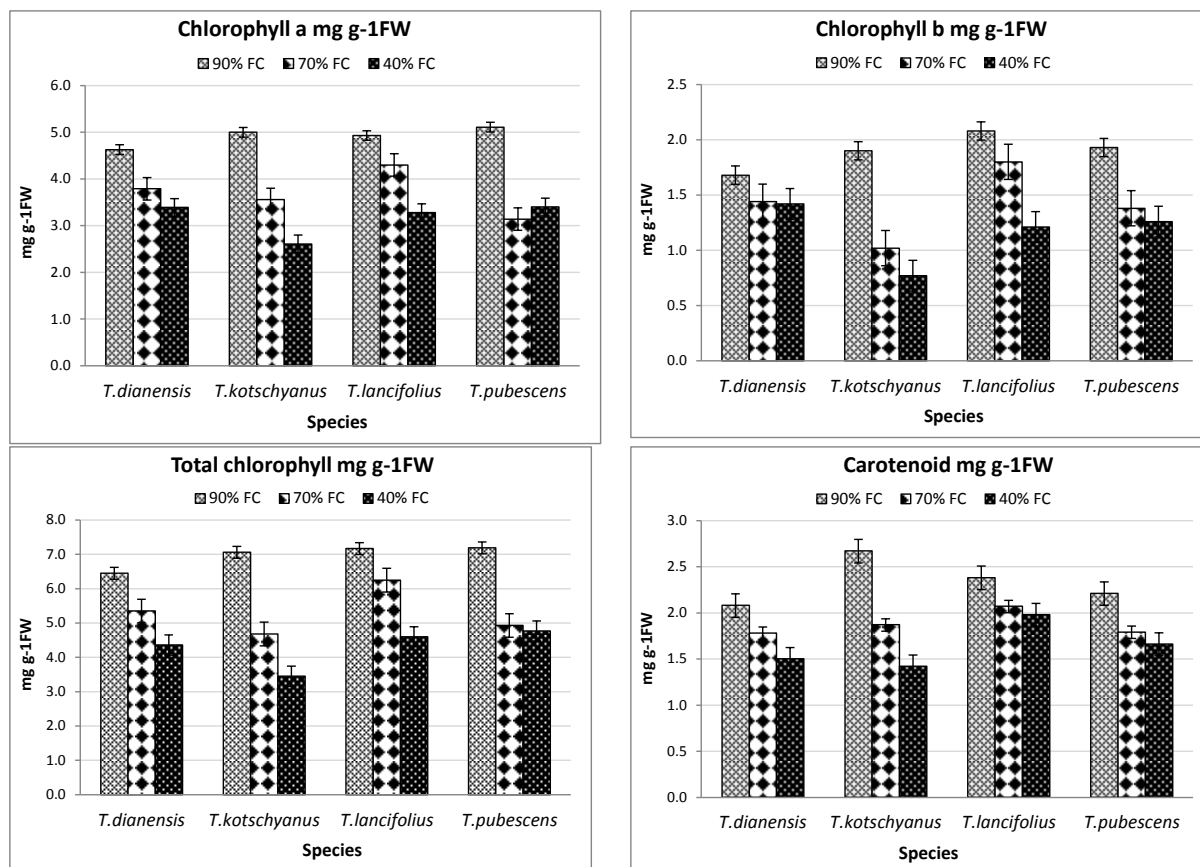 Chlorophyll a mg g-1FW
90% FC 70% FC 40% FC
6.0
5.0
4.0
3.0
2.0
1.0
0.0
mg g-1FW
T.dianensis T.kotschyanus T.lancifolius T.pubescens
Species
Chlorophyll b mg g-1FW
90% FC 70% FC 40% FC
2.5
2.0
1.5
1.0
0.5
0.0
mg g-1FW
T.dianensis T.kotschyanus T.lancifolius T.pubescens
Species
Total chlorophyll mg g-1FW
90% FC 70% FC 40% FC
8.0
7.0
6.0
5.0
4.0
3.0
2.0
1.0
0.0
mg g-1FW
T.dianensis T.kotschyanus T.lancifolius T.pubescens
Species
Carotenoid mg g-1FW
90% FC 70% FC 40% FC
3.0
2.5
2.0
1.5
1.0
0.5
0.0
mg g-1FW
T.dianensis T.kotschyanus T.lancifolius T.pubescens
Species